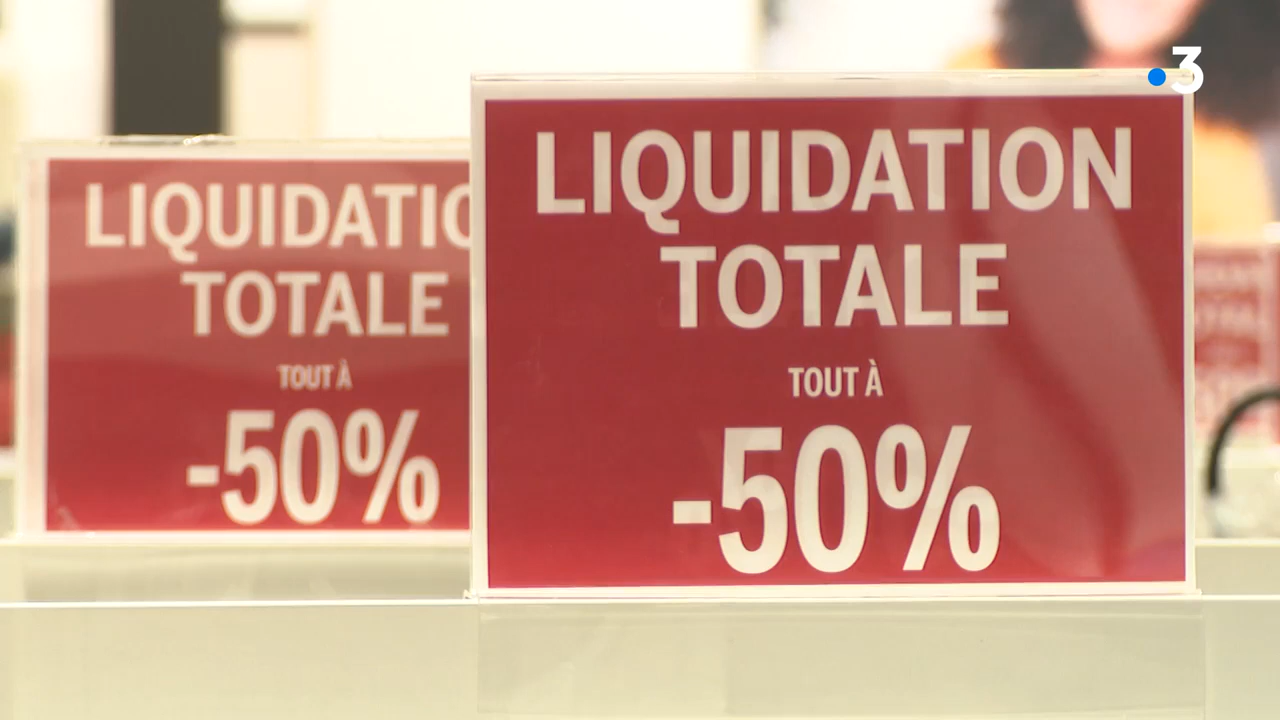 3
LIQUIDATION
TOTALE
TOUT À
-50%
LIQUIDATIO
TOTALE
TOUT À
-50%